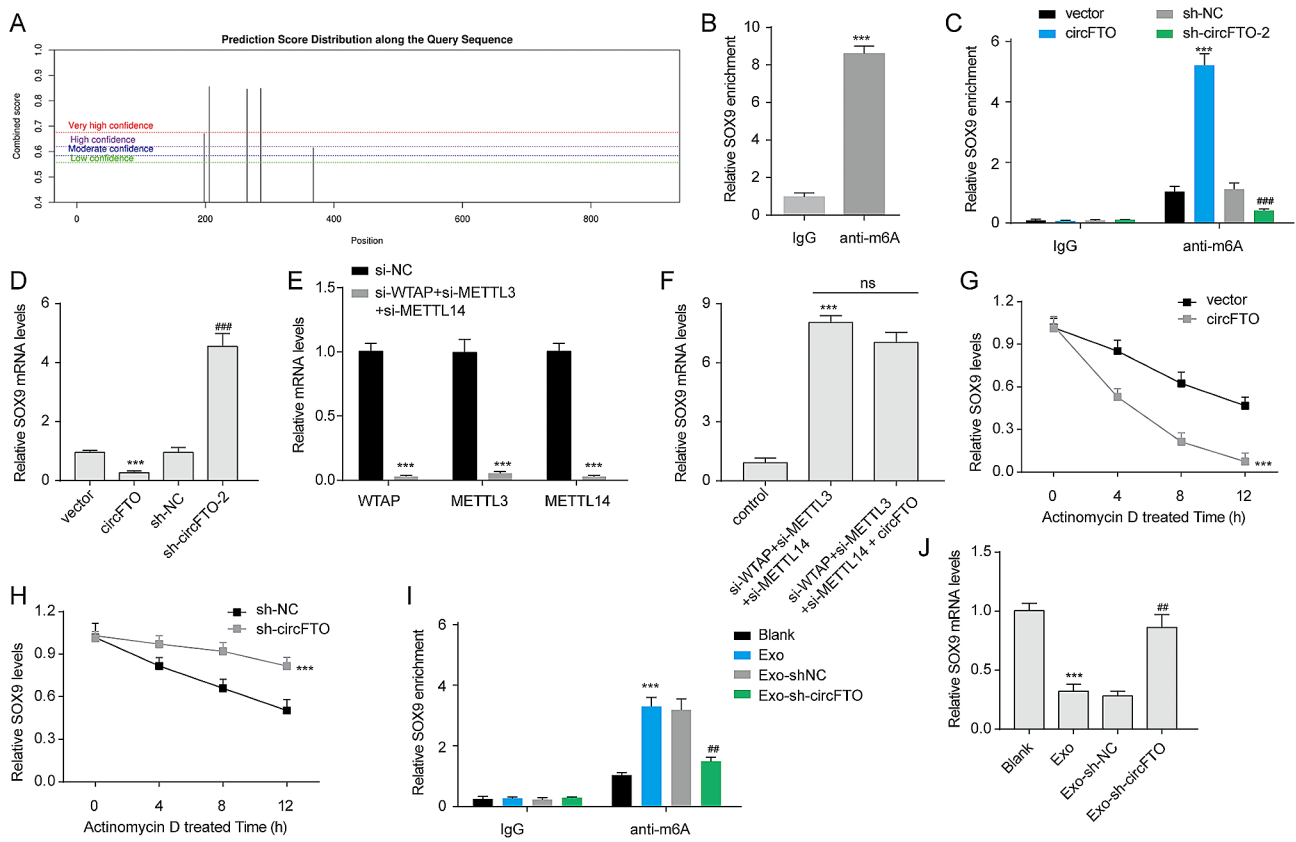 A
Prediction Score Distribution along the Query Sequence
Combined score
1.0
0.9
0.8
0.7
0.6
0.5
0.4
Very high confidence
High confidence
Moderate confidence
Low confidence
0
200
400
600
800
Position
B
Relative SOX9 enrichment
10
8
6
4
2
0
***
IgG
anti-m6A
C
vector
circFTO
sh-NC
sh-circFTO-2
Relative SOX9 enrichment
6
4
2
0
***
###
IgG
anti-m6A
D
Relative SOX9 mRNA levels
6
4
2
0
***
###
vector
circFTO
sh-NC
sh-circFTO-2
E
si-NC
si-WTAP+si-METTL3
+si-METTL14
Relative mRNA levels
1.5
1.0
0.5
0.0
***
***
***
WTAP
METTL3
METTL14
F
Relative SOX9 mRNA levels
9
6
3
0
***
ns
control
si-WTAP+si-METTL3
+si-METTL14
si-WTAP+si-METTL3
+si-METTL14 + circFTO
G
vector
circFTO
Relative SOX9 levels
1.2
0.9
0.6
0.3
0.0
***
0
4
8
12
Actinomycin D treated Time (h)
H
sh-NC
sh-circFTO
Relative SOX9 levels
1.2
0.9
0.6
0.3
0.0
***
0
4
8
12
Actinomycin D treated Time (h)
I
Blank
Exo
Exo-shNC
Exo-sh-circFTO
Relative SOX9 enrichment
6
4
2
0
***
##
IgG
anti-m6A
J
Relative SOX9 mRNA levels
1.5
1.0
0.5
0.0
***
##
Blank
Exo
Exo-sh-NC
Exo-sh-circFTO